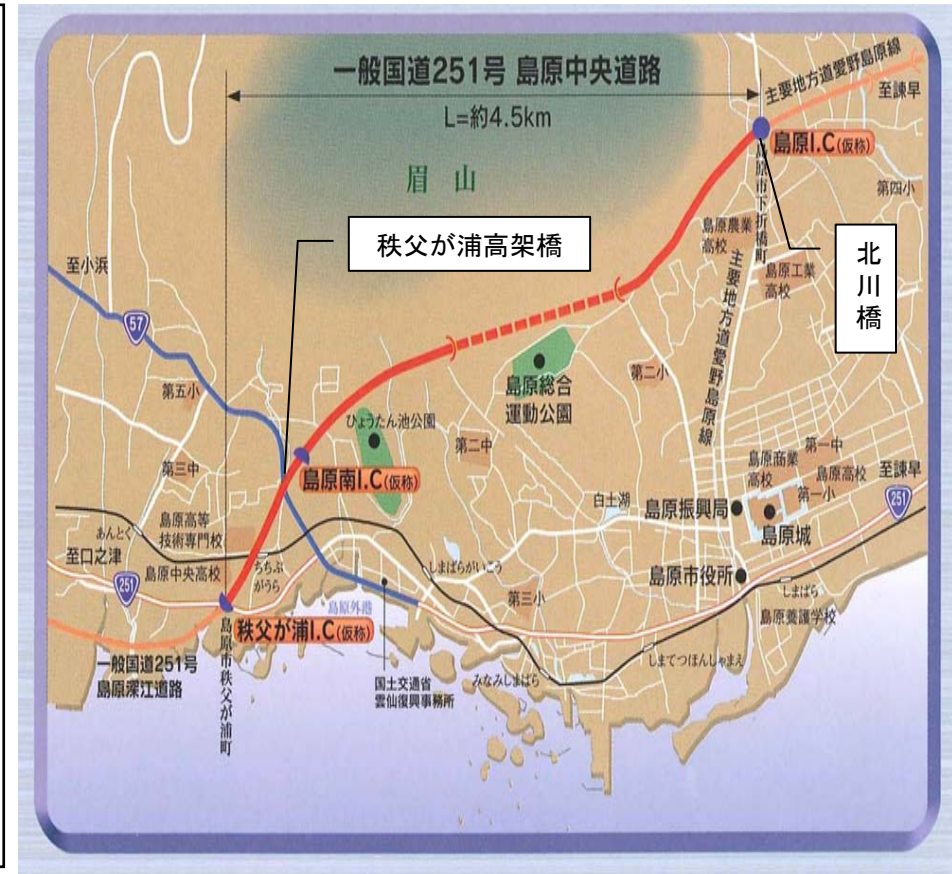 一般国道251号 島原中央道路
L=約4.5km
主要地方道愛野島原線
至諫早
島原I.C(仮称)
眉山
島原市下折橋町
第四小
秩父が浦高架橋
北川橋
島原農業
高校
島原工業
高校
主要地方道愛野島原線
至小浜
57
第五小
島原総合
運動公園
第二小
ひょうたん池公園
第二中
島原南I.C(仮称)
第三中
島原商業
高校
第一中
島原高校
第一小
至諫早
251
白土湖
島原振興局
島原城
島原高等
技術専門校
あんとく
至口之津
ちちぶ
がうら
しまばらがいこう
島原市役所
251
島原中央高校
しまばら
島原養護学校
第三小
島原外港
秩父が浦I.C(仮称)
島原市秩父が浦町
しまてつほんしゃまえ
みなみしまばら
一般国道251号
島原深江道路
国土交通省
雲仙復興事務所